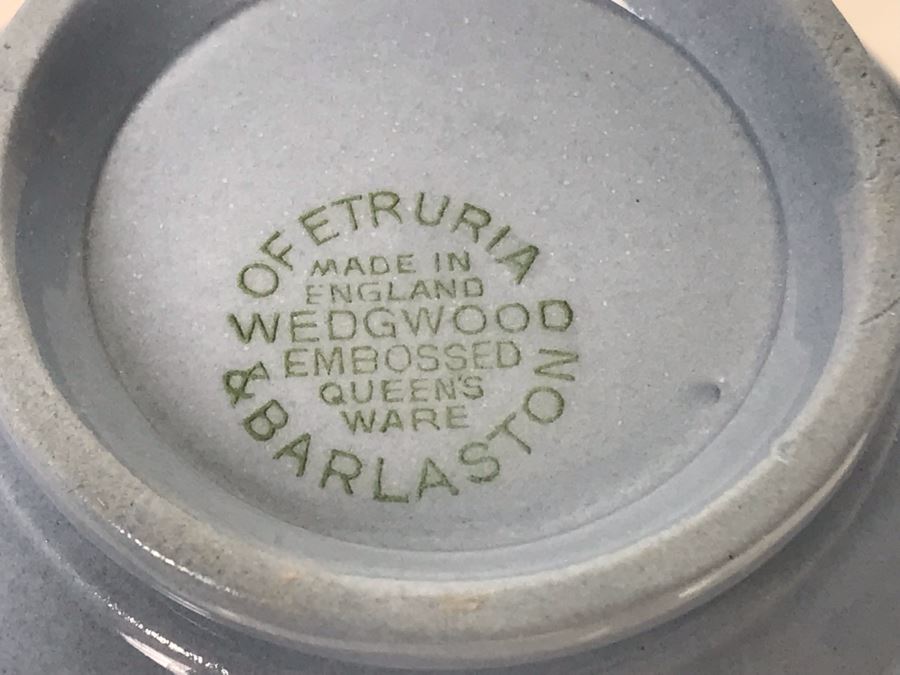 OF ETRURIA
MADE IN
ENGLAND
WEDGWOOD
EMBOSSED
QUEEN'S
WARE
& BARLASTON